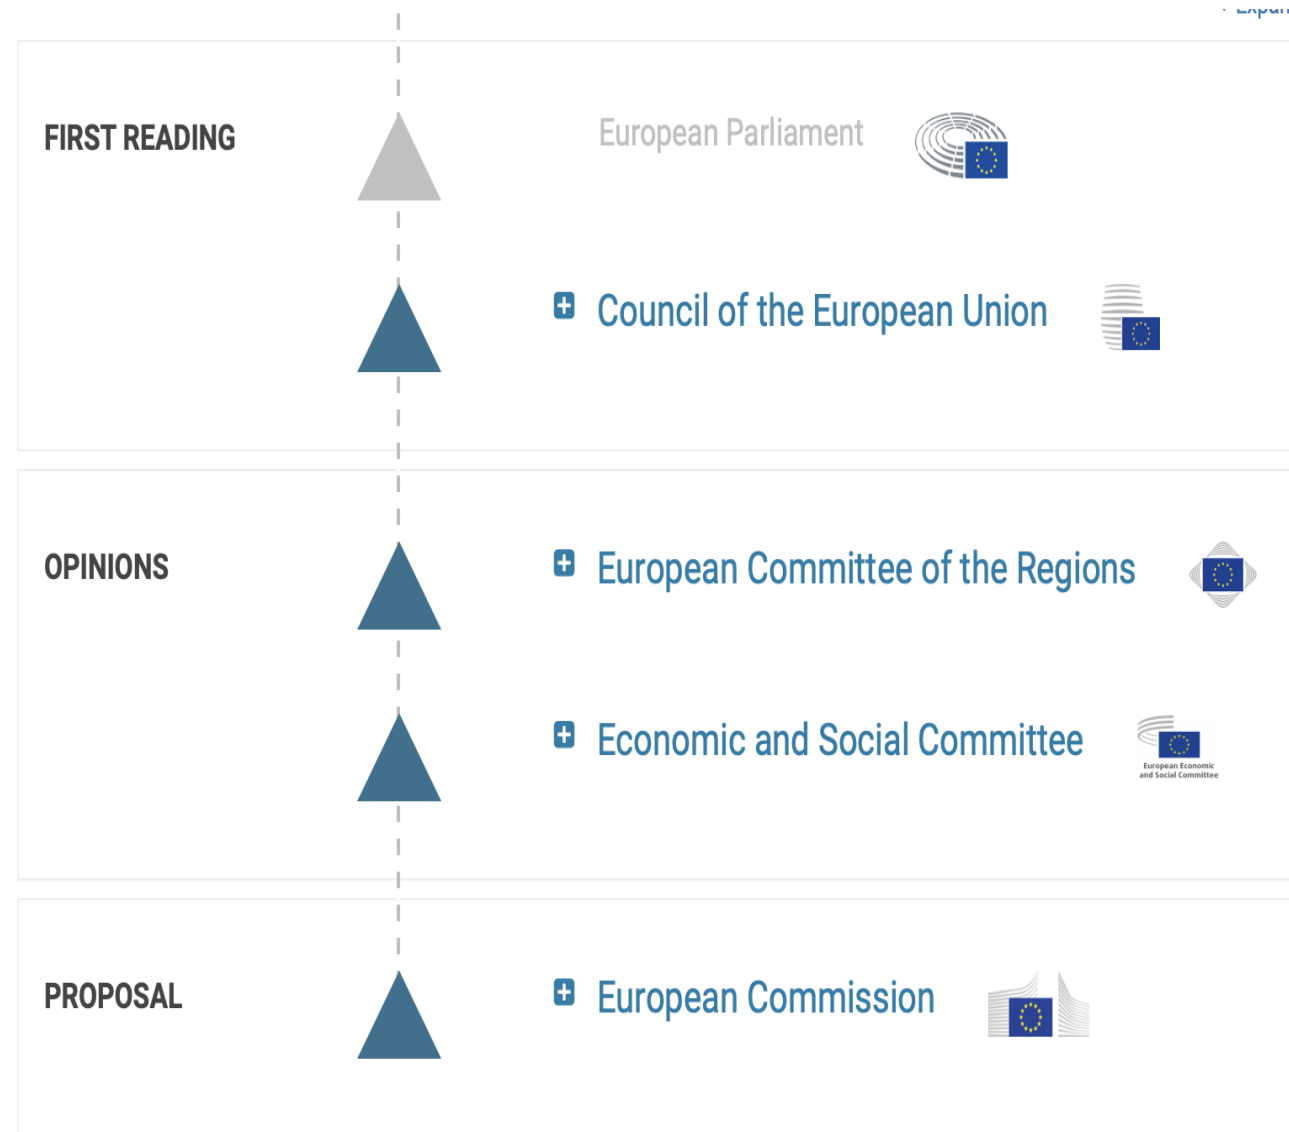 FIRST READING
European Parliament
Council of the European Union
OPINIONS
European Committee of the Regions
Economic and Social Committee
European Economic
and Social Committee
PROPOSAL
European Commission